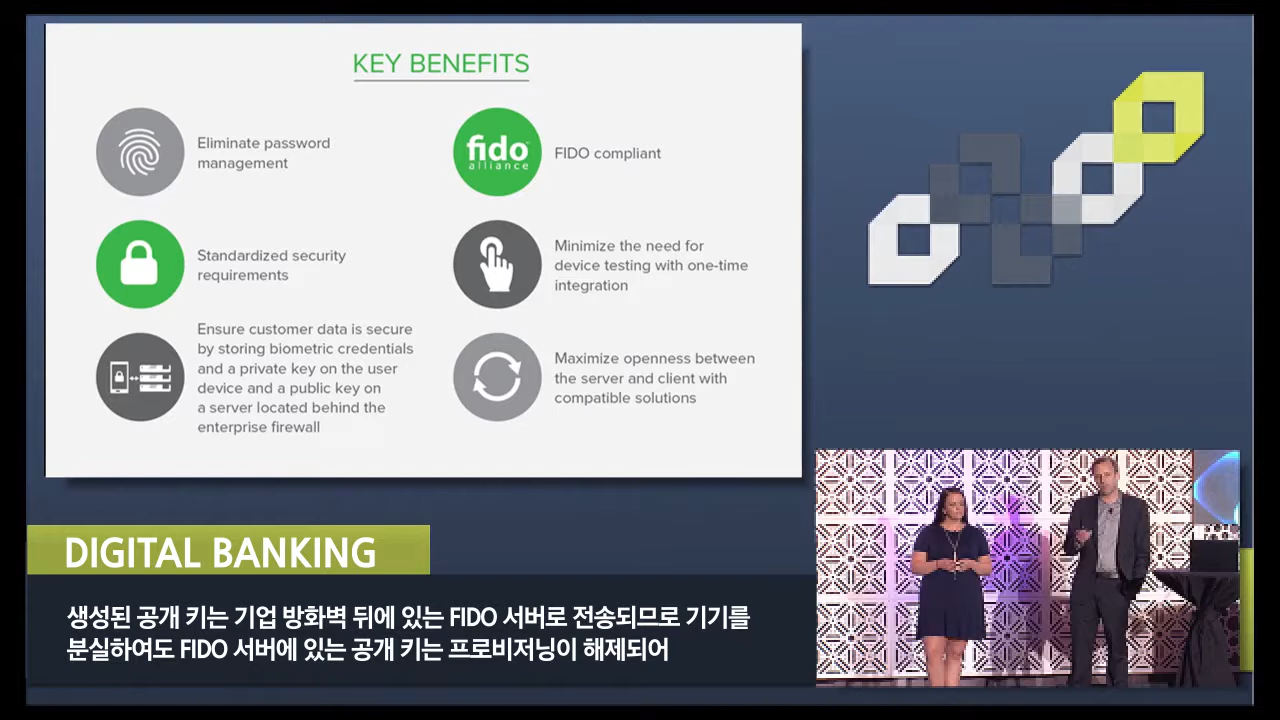 KEY BENEFITS
Eliminate password
management
fido
alliance
FIDO compliant
Standardized security
requirements
Minimize the need for
device testing with one-time
integration
Ensure customer data is secure
by storing biometric credentials
and a private key on the user
device and a public key on
a server located behind the
enterprise firewall
Maximize openness between
the server and client with
compatible solutions
DIGITAL BANKING
생성된 공개 키는 기업 방화벽 뒤에 있는 FIDO 서버로 전송되므로 기기를
분실하여도 FIDO 서버에 있는 공개 키는 프로비저닝이 해제되어